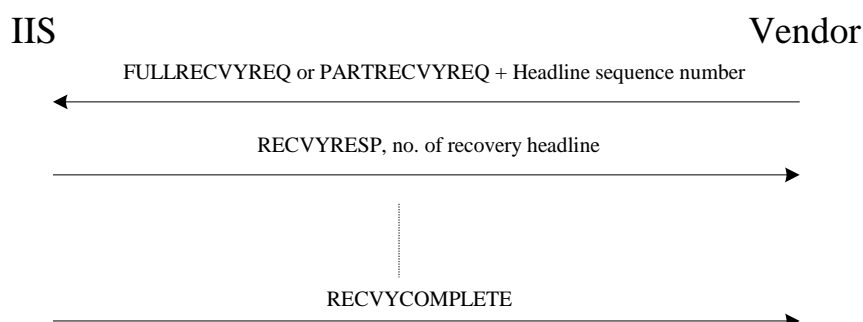 IIS Vendor
FULLRECVYREQ or PARTRECVYREQ + Headline sequence number
RECVYRESP, no. of recovery headline
RECVYCOMPLETE